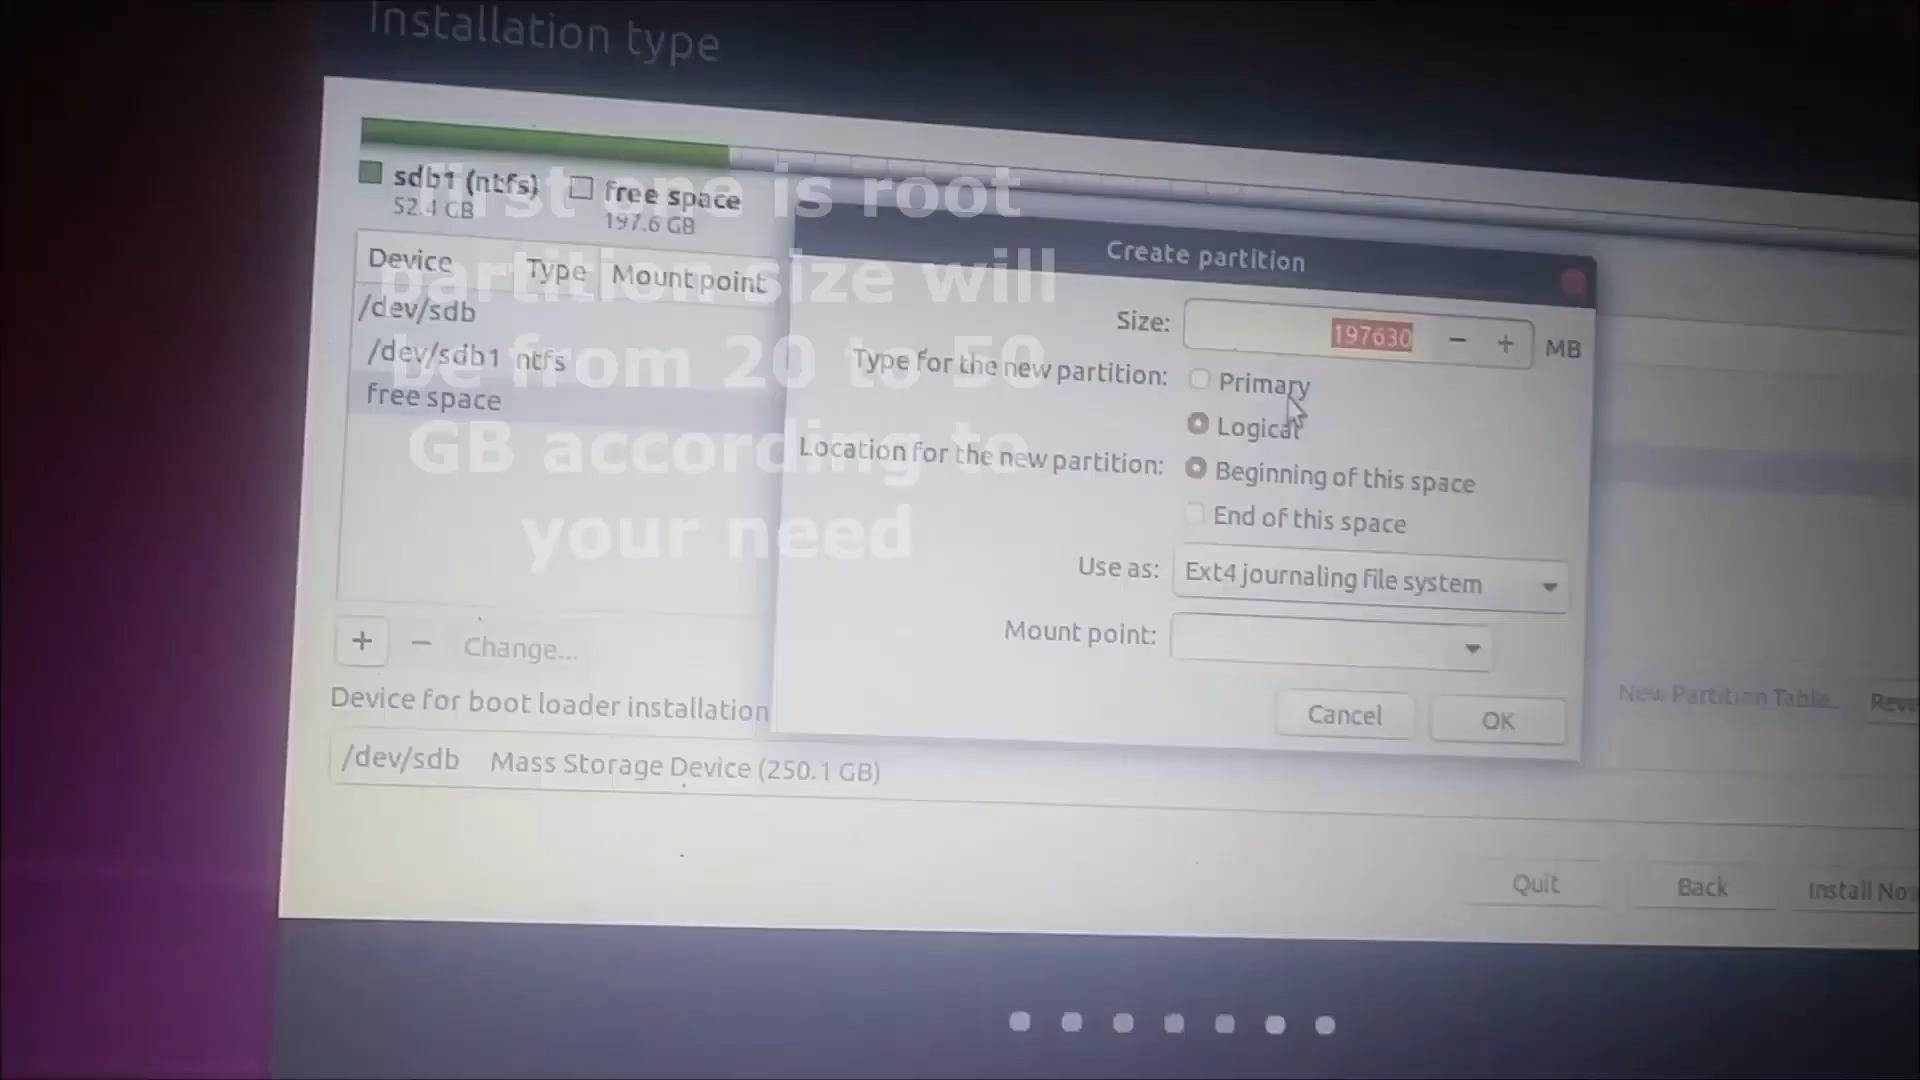 Installation type
sdb1 (ntfs)
52.4 GB
free space
197.6 GB
first one is root
partition size will
be from 20 to 50
GB according to
your need
Device Type Mount point
/dev/sdb
/dev/sdb1 ntfs
free space
+ − Change...
Device for boot loader installation
/dev/sdb Mass Storage Device (250.1 GB)
Create partition
Size: 197630 − + MB
Type for the new partition: Primary
Logical
Location for the new partition: Beginning of this space
End of this space
Use as: Ext4 journaling file system
Mount point:
Cancel OK
New Partition Table...
Quit Back Install